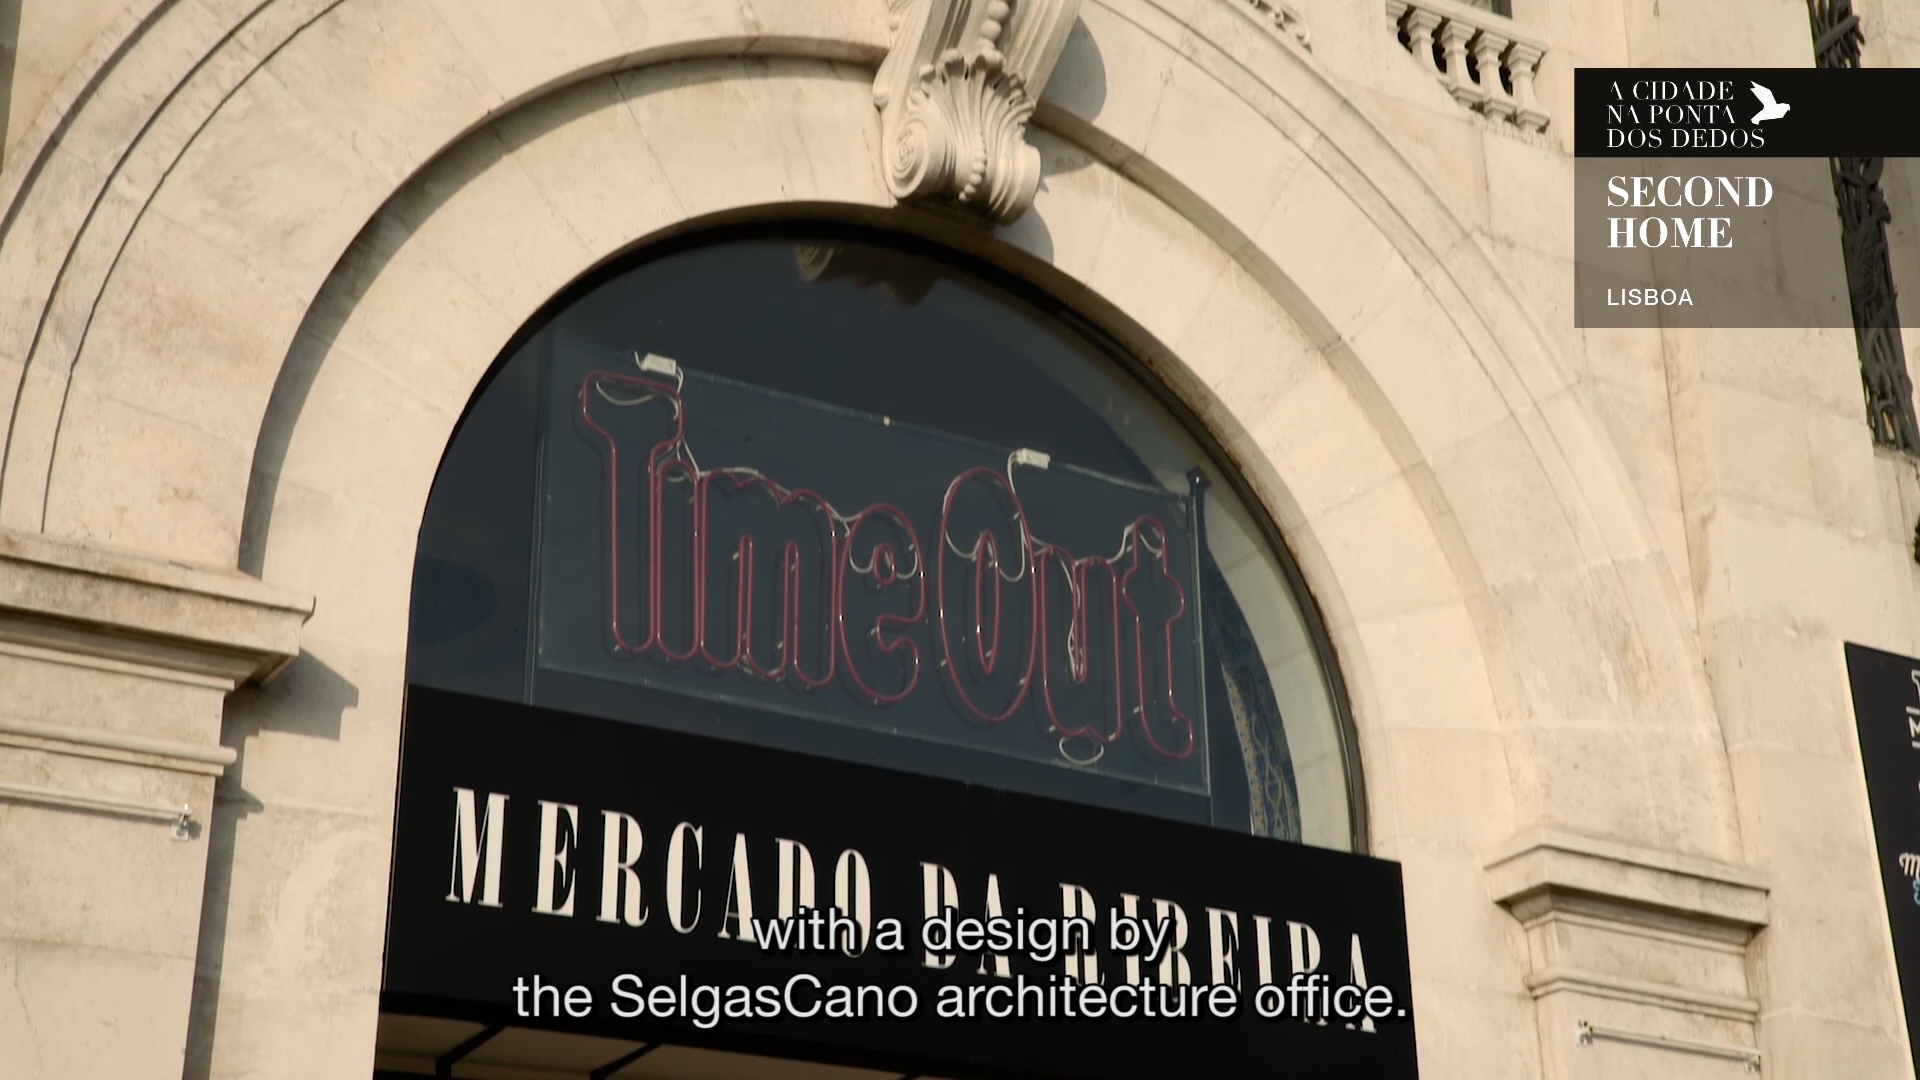 A CIDADE
NA PONTA
DOS DEDOS
SECOND
HOME
LISBOA
TimeOut
MERCADO DA RIBEIRA
with a design by
the SelgasCano architecture office.